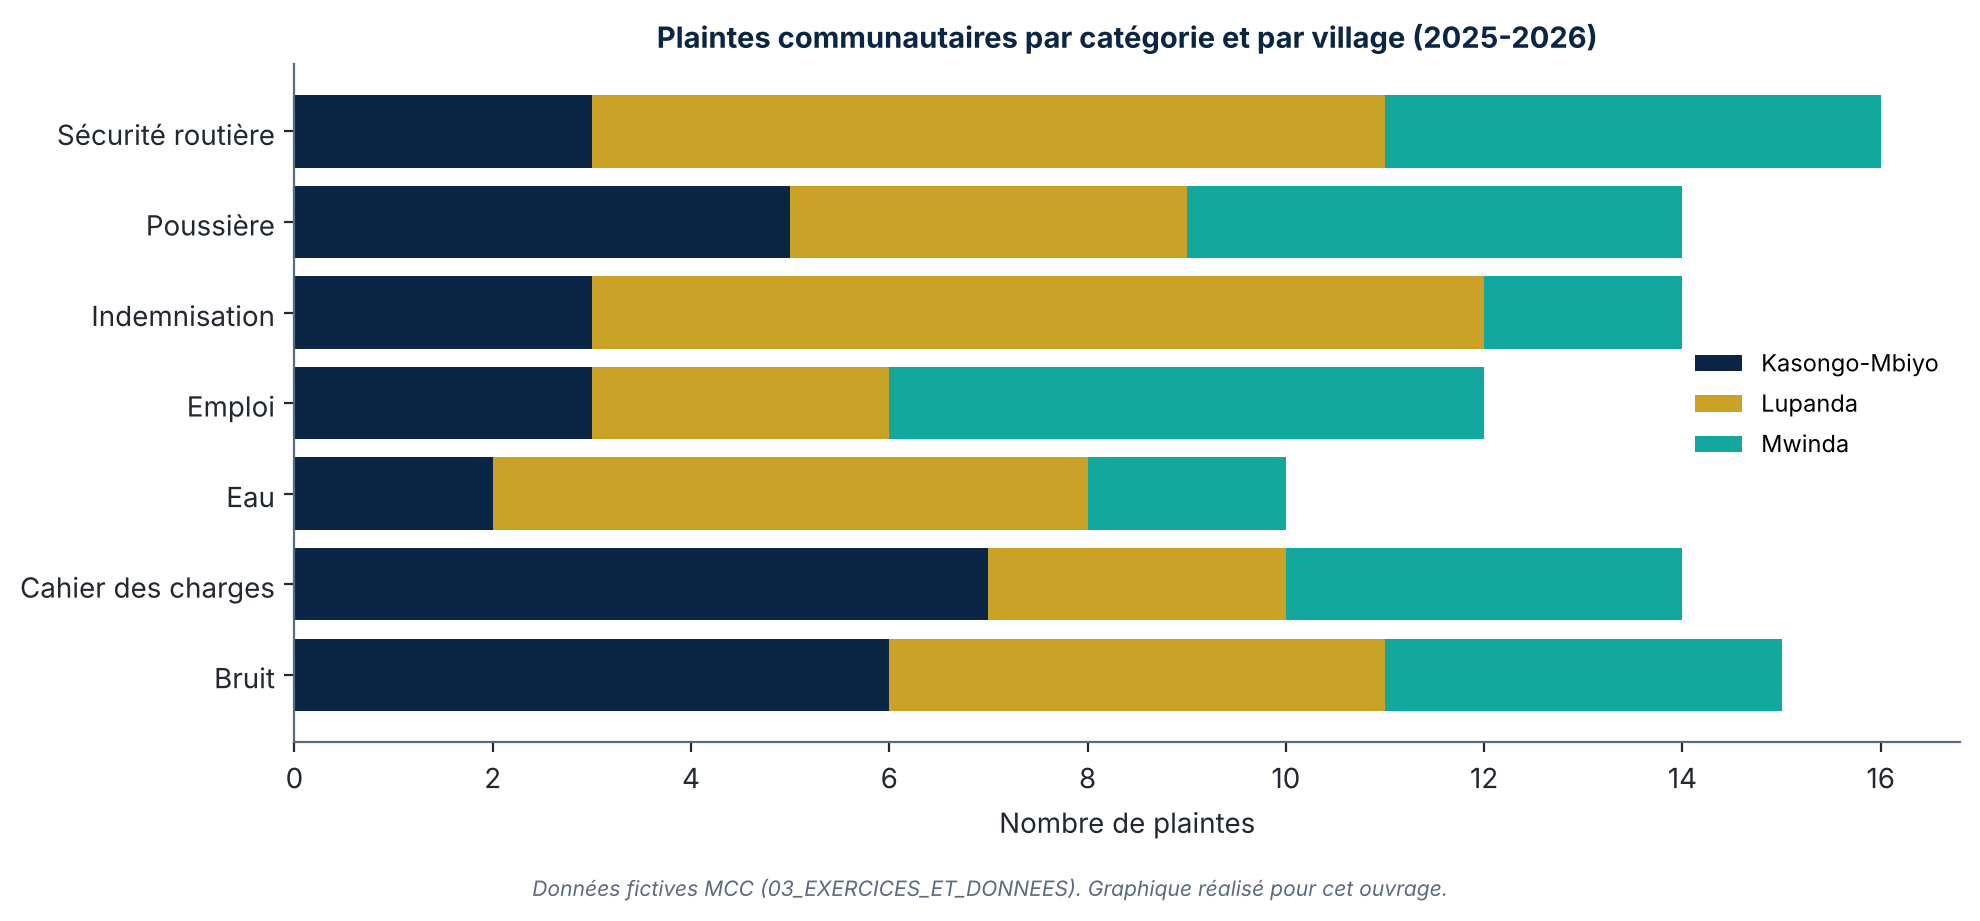 Plaintes communautaires par catégorie et par village (2025-2026)
Sécurité routière
Poussière
Indemnisation
Emploi
Eau
Cahier des charges
Bruit
Kasongo-Mbiyo
Lupanda
Mwinda
0 2 4 6 8 10 12 14 16
Nombre de plaintes
Données fictives MCC (03_EXERCICES_ET_DONNEES). Graphique réalisé pour cet ouvrage.